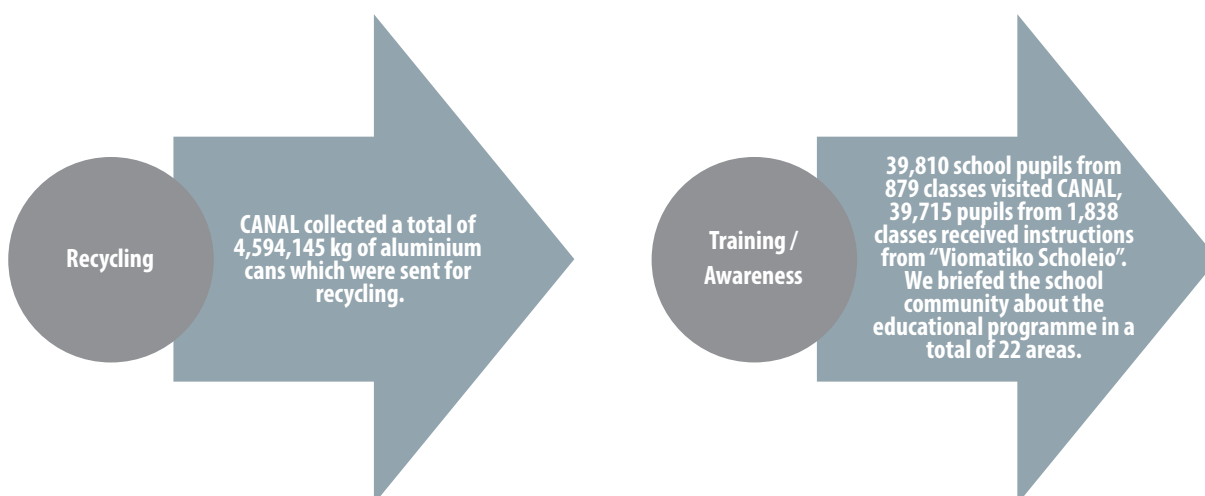 Recycling
CANAL collected a total of
4,594,145 kg of aluminium
cans which were sent for
recycling.
Training /
Awareness
39,810 school pupils from
879 classes visited CANAL,
39,715 pupils from 1,838
classes received instructions
from “Viomatiko Scholeio”.
We briefed the school
community about the
educational programme in a
total of 22 areas.